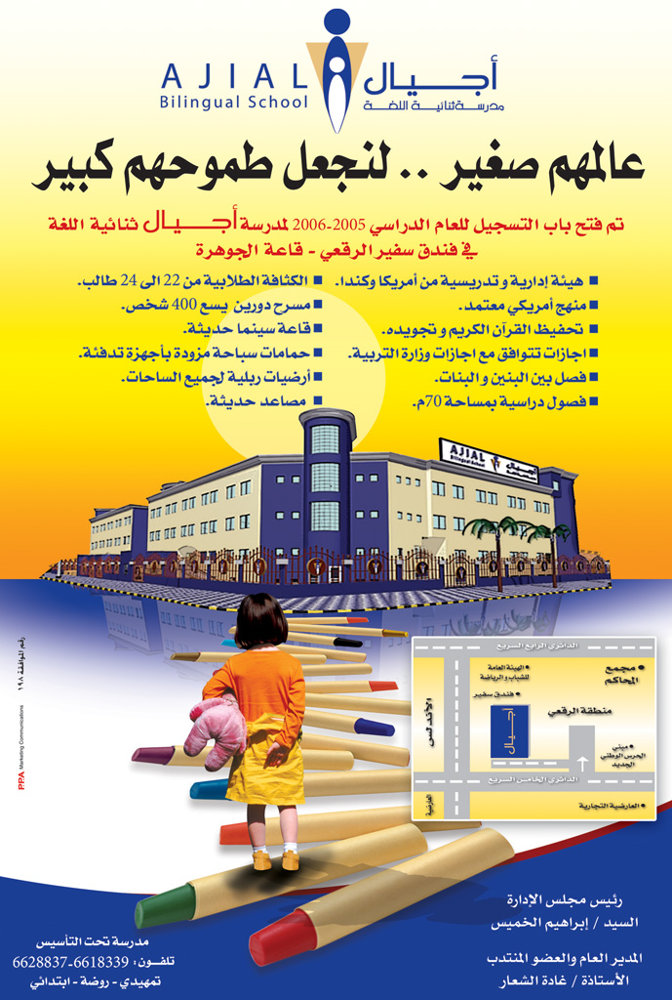 AJIAL
Bilingual School
أجيال
مدرسة ثنائية اللغة
عالمهم صغير .. لنجعل طموحهم كبير
تم فتح باب التسجيل للعام الدراسي 2005-2006 لمدرسة أجيال ثنائية اللغة
في فندق سفير الرقعي - قاعة الجوهرة
هيئة إدارية و تدريسية من أمريكا وكندا.
منهج أمريكي معتمد.
تحفيظ القرآن الكريم و تجويده.
اجازات تتوافق مع اجازات وزارة التربية.
فصل بين البنين و البنات.
فصول دراسية بمساحة 70م.
الكثافة الطلابية من 22 الى 24 طالب.
مسرح دورين يسع 400 شخص.
قاعة سينما حديثة.
حمامات سباحة مزودة بأجهزة تدفئة.
أرضيات ربلية لجميع الساحات.
مصاعد حديثة.
AJIAL
Bilingual School
أجيال
الدائري الرابع السريع
مجمع
المحاكم
الهيئة العامة
للشباب و الرياضة
فندق سفير
الأندلس
أجيال
منطقة الرقعي
مبنى
الحرس الوطني
الجديد
الدائري الخامس السريع
العارضية
العارضية التجارية
رقم الموافقة ١٩٨
PPA Marketing Communications
رئيس مجلس الإدارة
السيد / إبراهيم الخميس
المدير العام والعضو المنتدب
الأستاذة / غادة الشعار
مدرسة تحت التأسيس
تلفون: 6618339-6628837
تمهيدي - روضة - ابتدائي